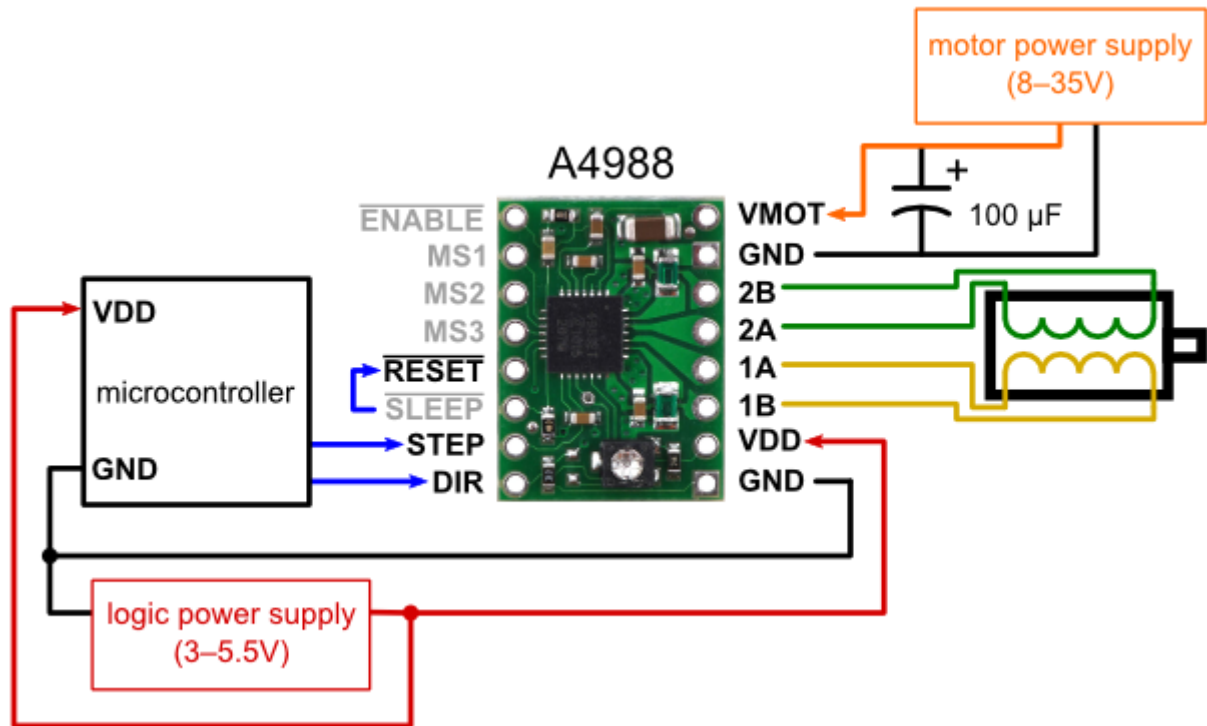 motor power supply
(8–35V)
A4988
ENABLE
MS1
MS2
MS3
RESET
SLEEP
STEP
DIR
VMOT
GND
2B
2A
1A
1B
VDD
GND
+
100 µF
VDD
microcontroller
GND
logic power supply
(3–5.5V)